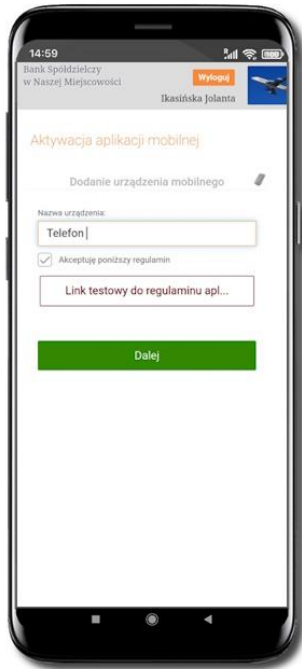 14:59
Bank Spółdzielczy
w Naszej Miejscowości
Wyloguj
Ikasińska Jolanta
Aktywacja aplikacji mobilnej
Dodanie urządzenia mobilnego
Nazwa urządzenia:
Telefon
Akceptuję poniższy regulamin
Link testowy do regulaminu apl...
Dalej